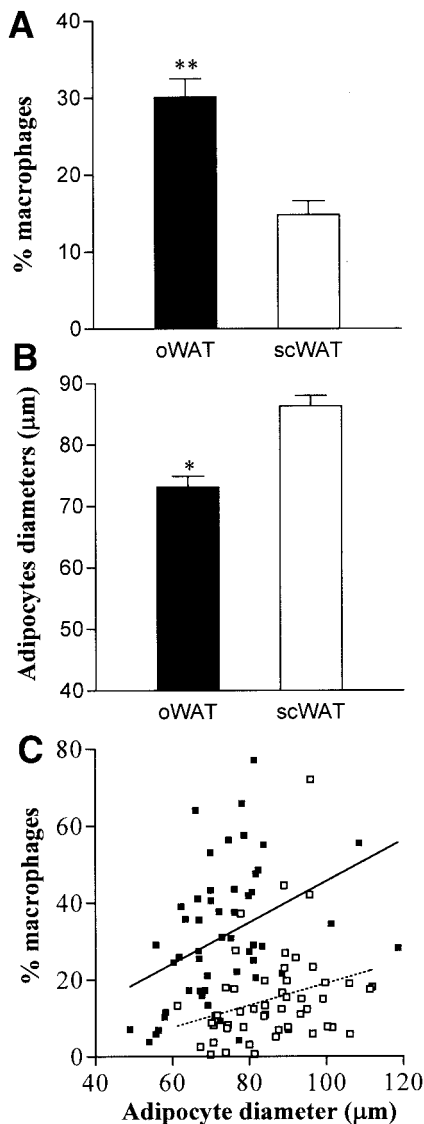 A
% macrophages
40
30
20
10
0
**
oWAT
scWAT
B
Adipocytes diameters (µm)
90
80
70
60
50
40
*
oWAT
scWAT
C
% macrophages
80
60
40
20
0
40
60
80
100
120
Adipocyte diameter (µm)